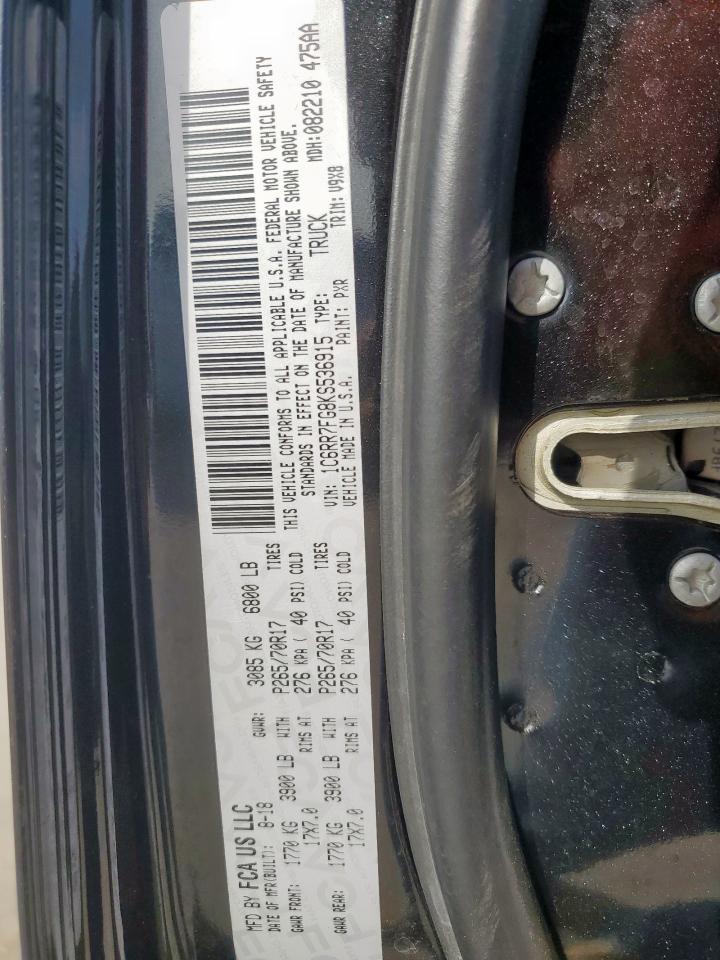 MFD BY FCA US LLC
DATE OF MFR(BUILT): 8-18 GVWR: 3085 KG 6800 LB
GAWR FRONT: 1770 KG 3900 LB WITH P265/70R17 TIRES
17X7.0 RIMS AT 276 KPA ( 40 PSI) COLD
GAWR REAR: 1770 KG 3900 LB WITH P265/70R17 TIRES
17X7.0 RIMS AT 276 KPA ( 40 PSI) COLD
THIS VEHICLE CONFORMS TO ALL APPLICABLE U.S.A. FEDERAL MOTOR VEHICLE SAFETY
STANDARDS IN EFFECT ON THE DATE OF MANUFACTURE SHOWN ABOVE.
VIN: 1C6RR7FG8KS536915 TYPE: TRUCK MDH:082210 475AA
VEHICLE MADE IN U.S.A. PAINT: PXR TRIM: V9X8